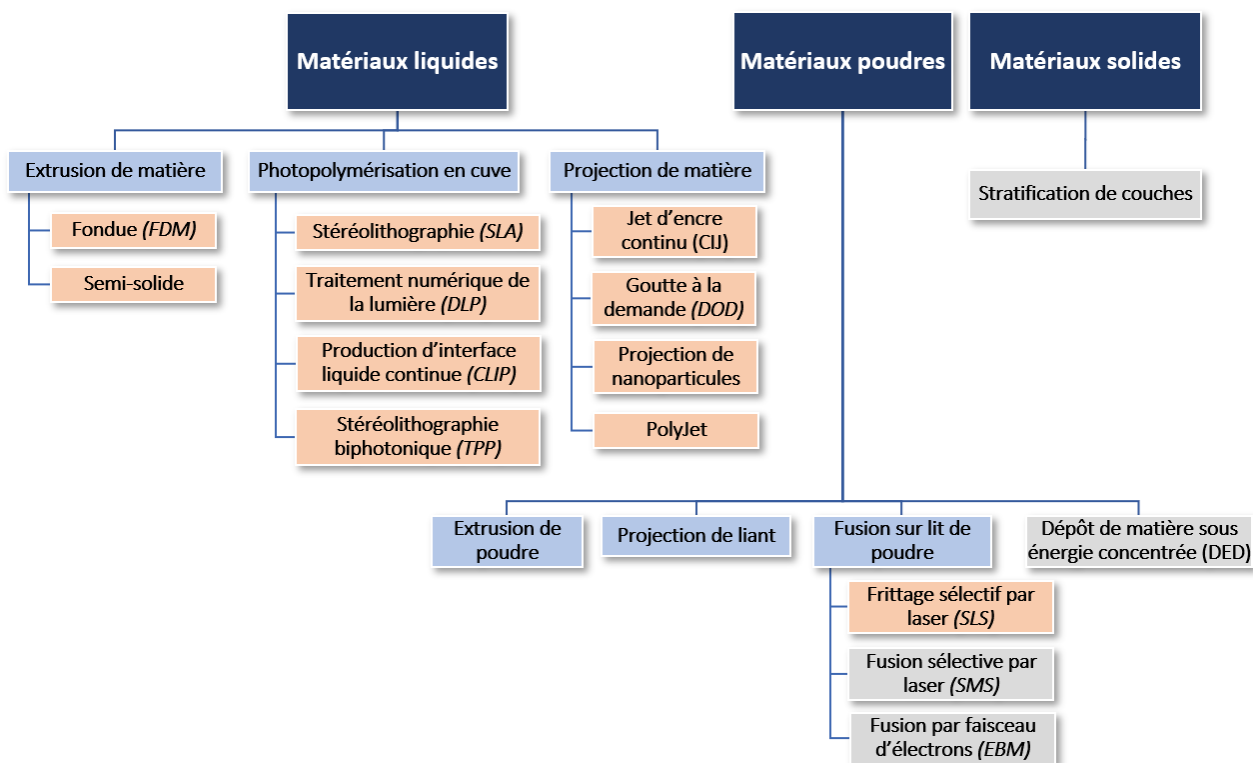 Matériaux liquides
Matériaux poudres
Matériaux solides
Extrusion de matière
Fondue (FDM)
Semi-solide
Photopolymérisation en cuve
Stéréolithographie (SLA)
Traitement numérique de
la lumière (DLP)
Production d’interface
liquide continue (CLIP)
Stéréolithographie
biphotonique (TPP)
Projection de matière
Jet d’encre
continu (CIJ)
Goutte à la
demande (DOD)
Projection de
nanoparticules
PolyJet
Stratification de couches
Extrusion de
poudre
Projection de liant
Fusion sur lit de
poudre
Frittage sélectif par
laser (SLS)
Fusion sélective par
laser (SMS)
Fusion par faisceau
d’électrons (EBM)
Dépôt de matière sous
énergie concentrée (DED)